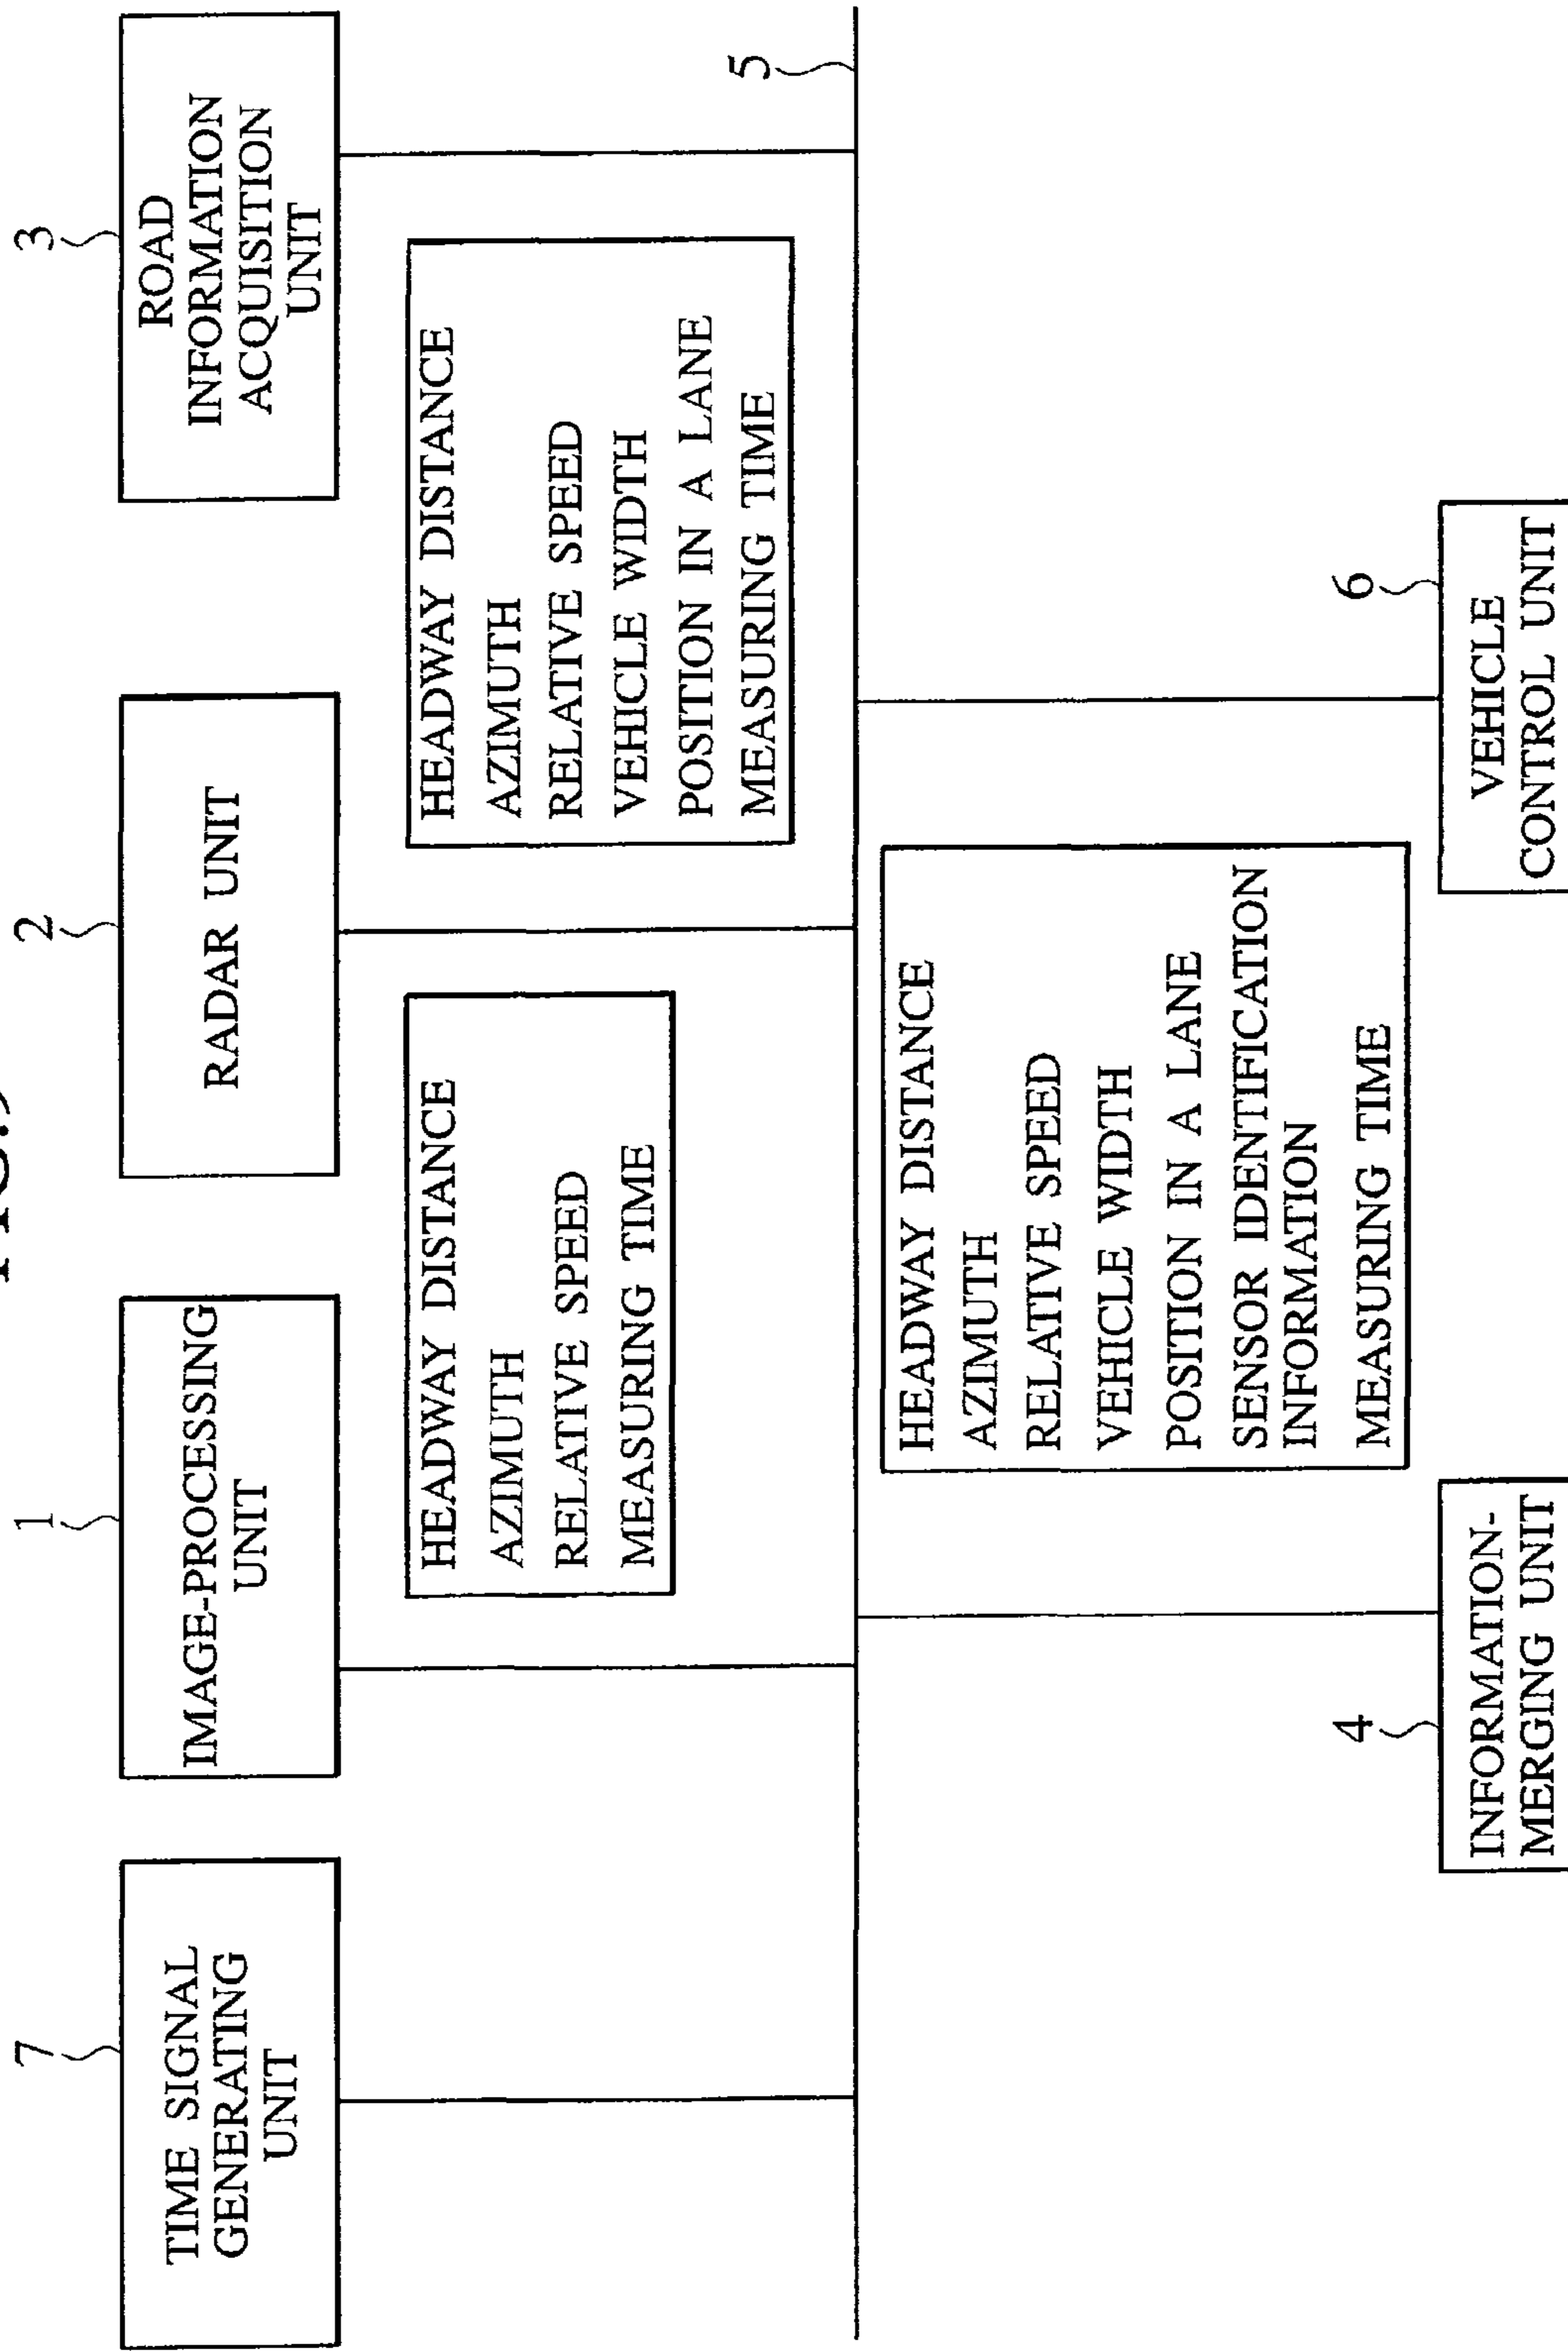 FIG.
7
TIME SIGNAL
GENERATING
UNIT
1
IMAGE-PROCESSING
UNIT
2
RADAR UNIT
3
ROAD
INFORMATION
ACQUISITION
UNIT
HEADWAY DISTANCE
AZIMUTH
RELATIVE SPEED
MEASURING TIME
HEADWAY DISTANCE
AZIMUTH
RELATIVE SPEED
VEHICLE WIDTH
POSITION IN A LANE
MEASURING TIME
5
HEADWAY DISTANCE
AZIMUTH
RELATIVE SPEED
VEHICLE WIDTH
POSITION IN A LANE
SENSOR IDENTIFICATION
INFORMATION
MEASURING TIME
4
INFORMATION-
MERGING UNIT
6
VEHICLE
CONTROL UNIT